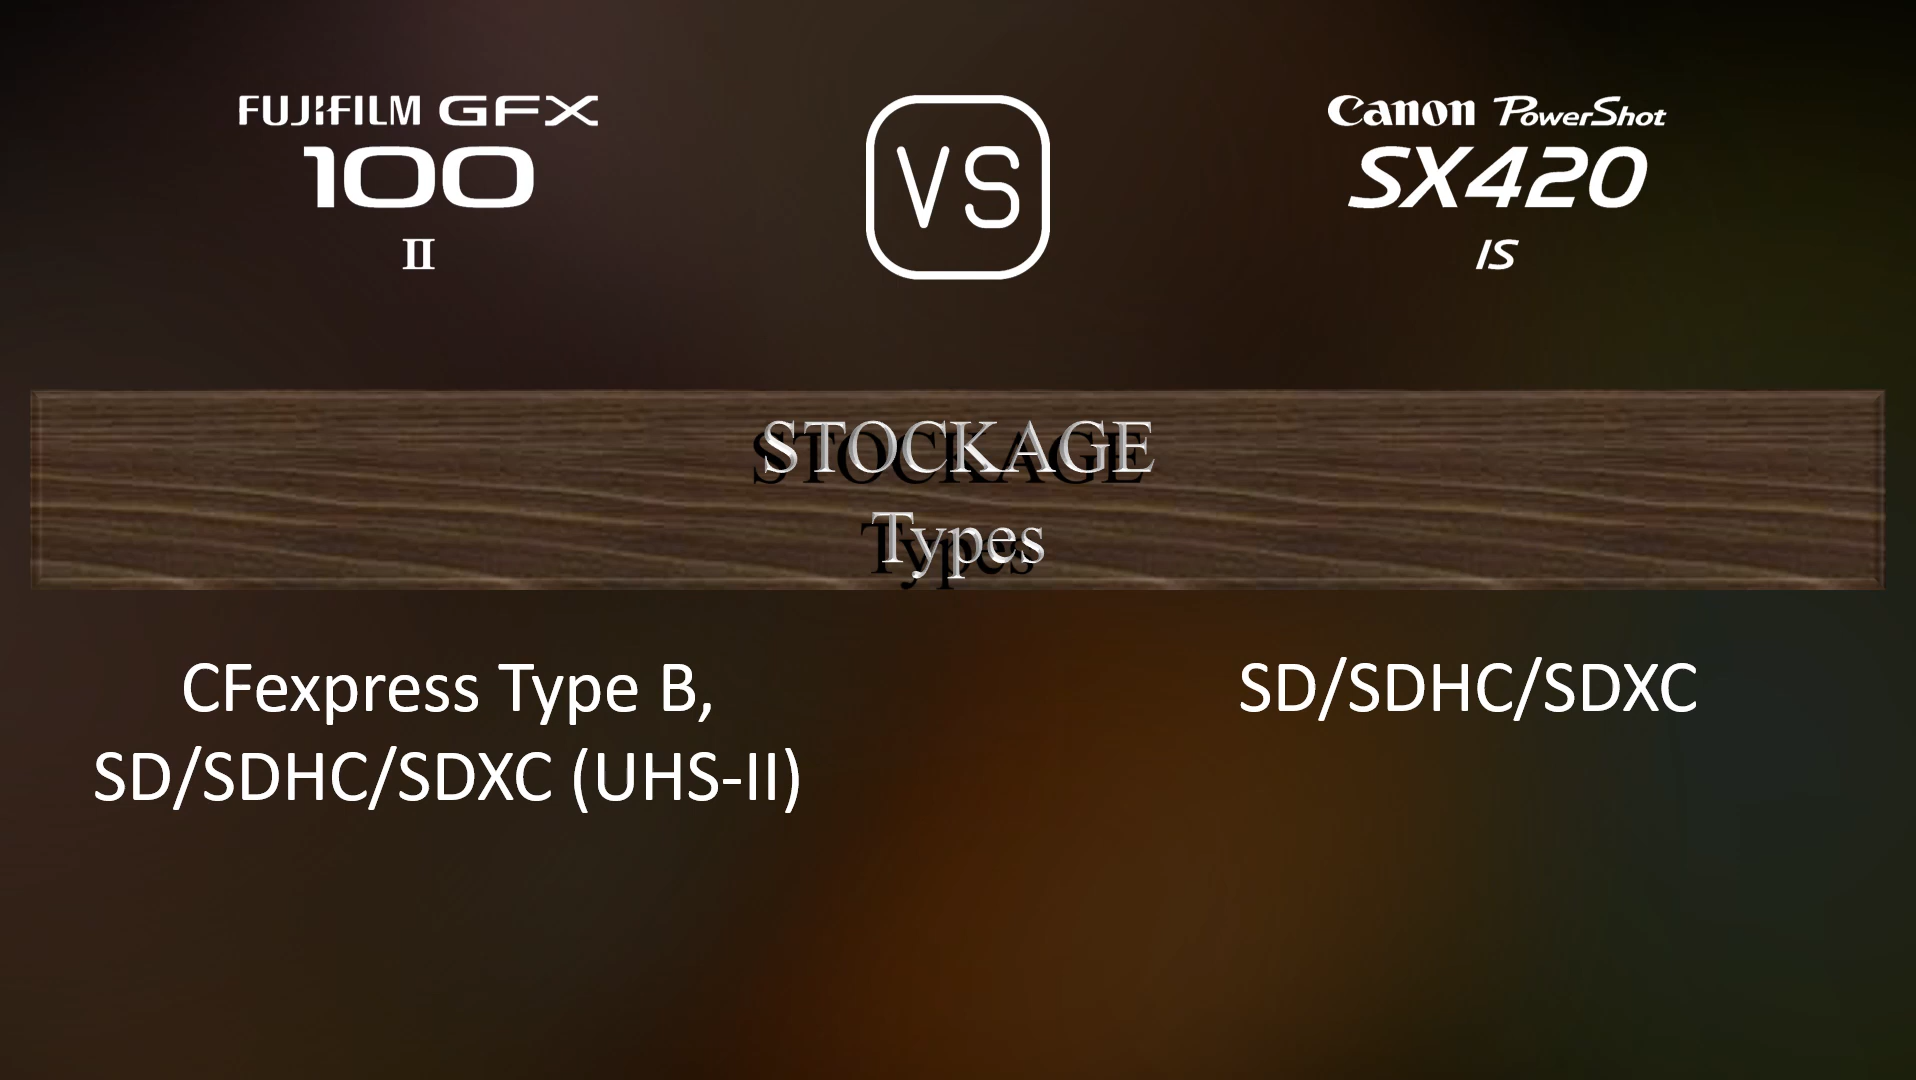 FUJIFILM GFX
100
II
VS
Canon PowerShot
SX420
IS
STOCKAGE
Types
CFexpress Type B,
SD/SDHC/SDXC (UHS-II)
SD/SDHC/SDXC